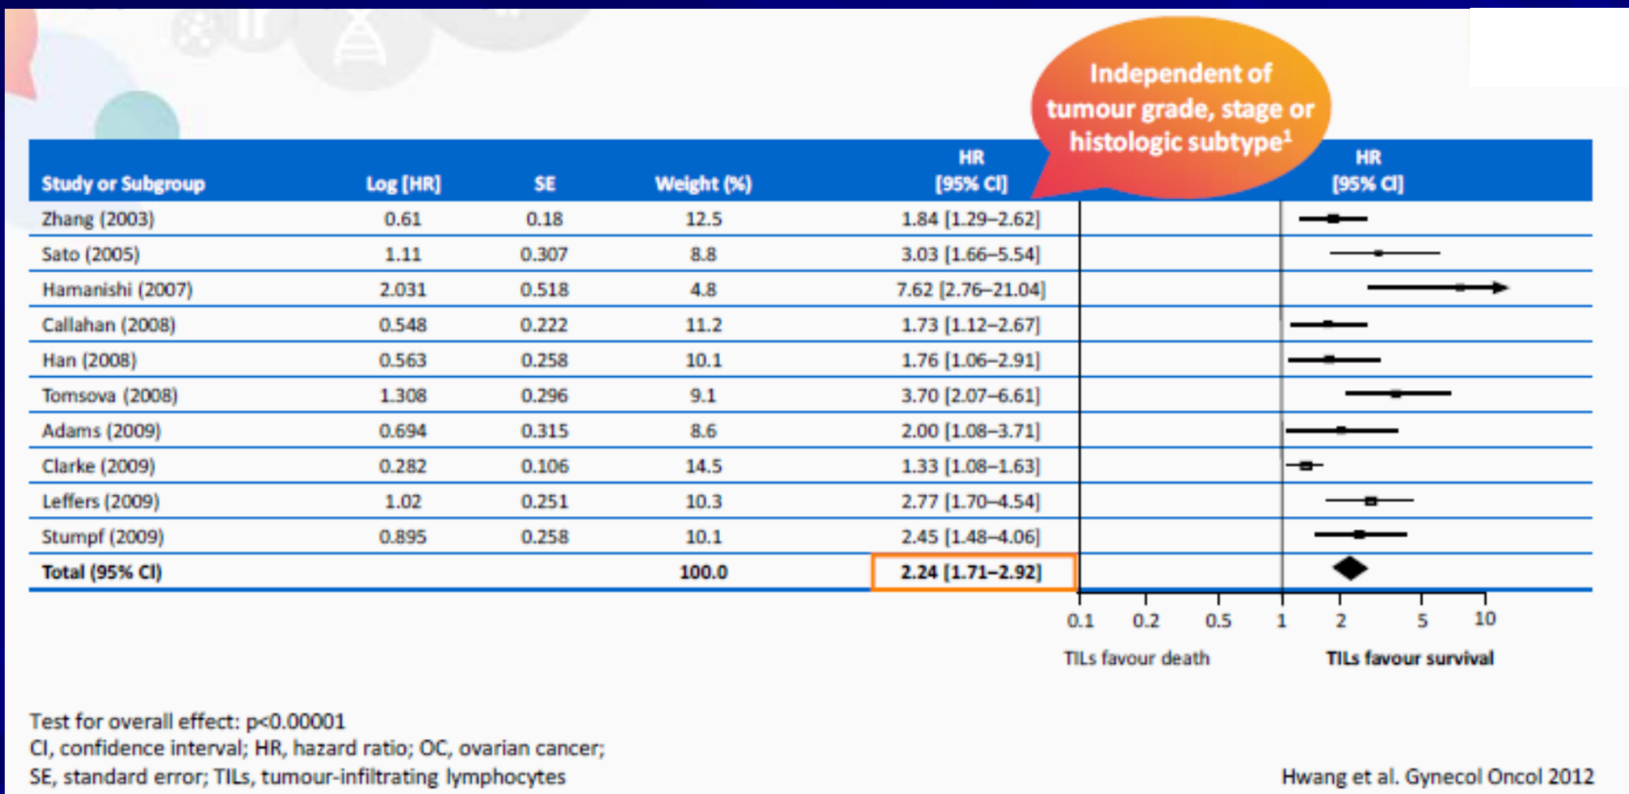 Independent of
tumour grade, stage or
histologic subtype¹
Study or Subgroup Log [HR] SE Weight (%) HR [95% CI] HR [95% CI]
Zhang (2003) 0.61 0.18 12.5 1.84 [1.29–2.62]
Sato (2005) 1.11 0.307 8.8 3.03 [1.66–5.54]
Hamanishi (2007) 2.031 0.518 4.8 7.62 [2.76–21.04]
Callahan (2008) 0.548 0.222 11.2 1.73 [1.12–2.67]
Han (2008) 0.563 0.258 10.1 1.76 [1.06–2.91]
Tomsova (2008) 1.308 0.296 9.1 3.70 [2.07–6.61]
Adams (2009) 0.694 0.315 8.6 2.00 [1.08–3.71]
Clarke (2009) 0.282 0.106 14.5 1.33 [1.08–1.63]
Leffers (2009) 1.02 0.251 10.3 2.77 [1.70–4.54]
Stumpf (2009) 0.895 0.258 10.1 2.45 [1.48–4.06]
Total (95% CI) 100.0 2.24 [1.71–2.92]
0.1 0.2 0.5 1 2 5 10
TILs favour death TILs favour survival
Test for overall effect: p<0.00001
CI, confidence interval; HR, hazard ratio; OC, ovarian cancer;
SE, standard error; TILs, tumour-infiltrating lymphocytes
Hwang et al. Gynecol Oncol 2012